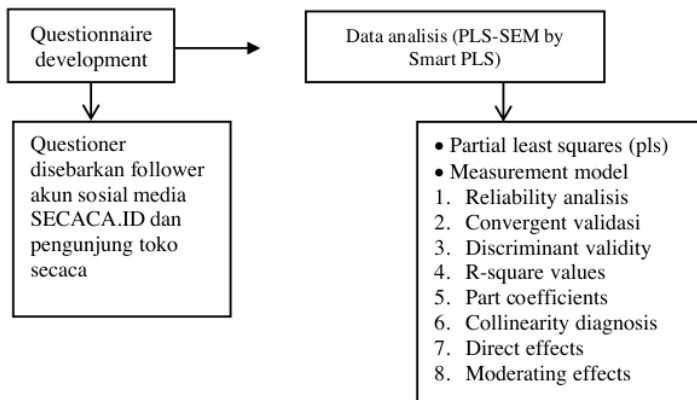 Questionnaire
development
Data analisis (PLS-SEM by
Smart PLS)
Questioner
disebarkan follower
akun sosial media
SECACA.ID dan
pengunjung toko
secaca
• Partial least squares (pls)
• Measurement model
1. Reliability analisis
2. Convergent validasi
3. Discriminant validity
4. R-square values
5. Part coefficients
6. Collinearity diagnosis
7. Direct effects
8. Moderating effects